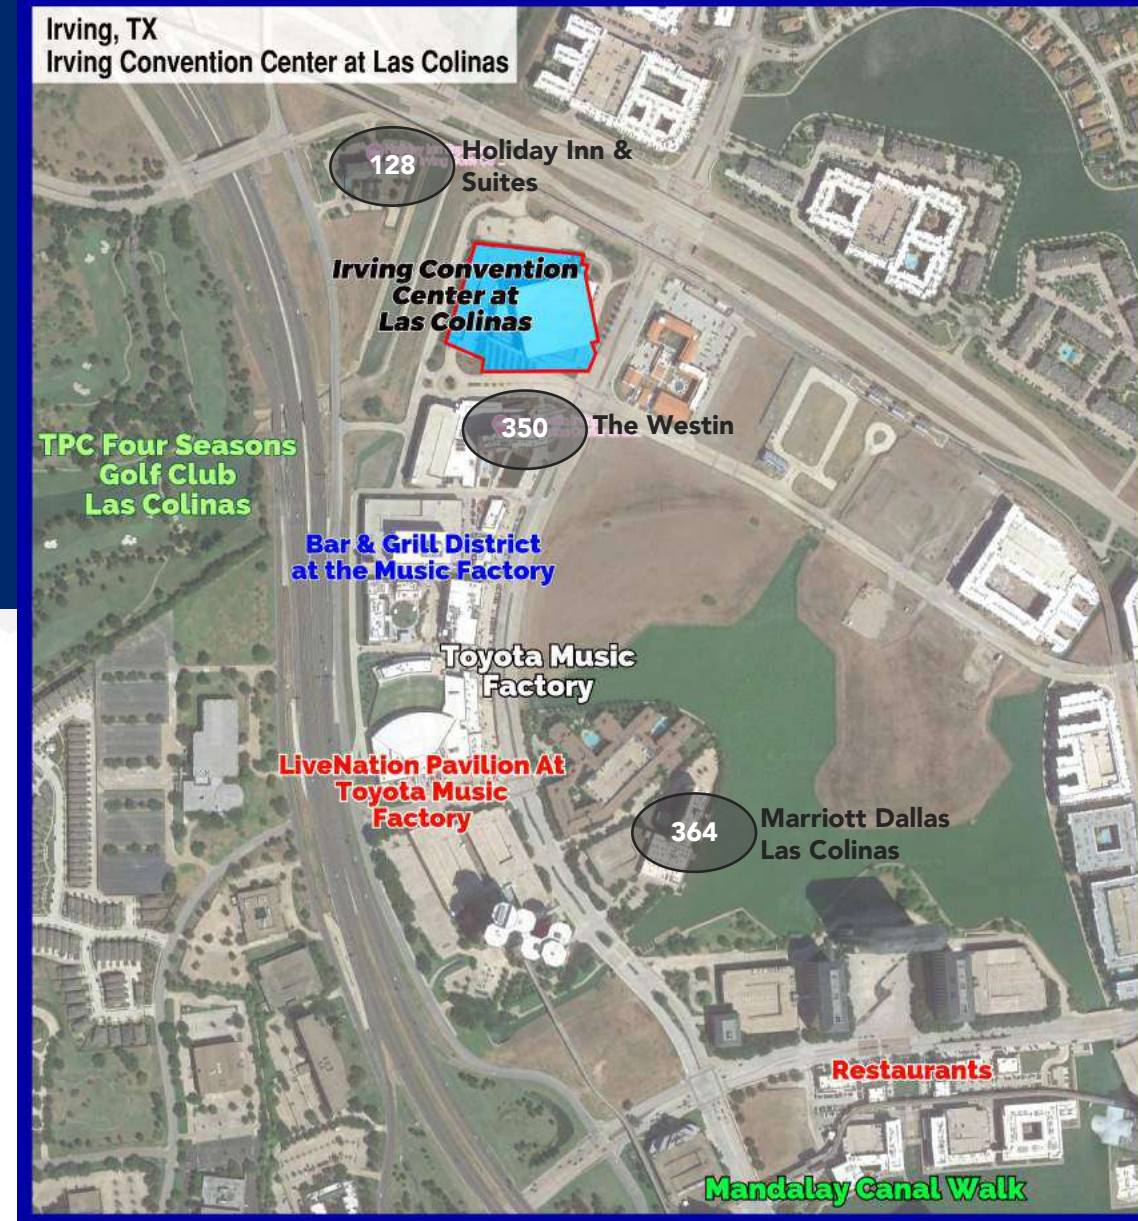 Irving, TX
Irving Convention Center at Las Colinas
128
Holiday Inn &
Suites
Irving Convention
Center at
Las Colinas
350
The Westin
TPC Four Seasons
Golf Club
Las Colinas
Bar & Grill District
at the Music Factory
Toyota Music
Factory
LiveNation Pavilion At
Toyota Music
Factory
364
Marriott Dallas
Las Colinas
Restaurants
Mandalay Canal Walk